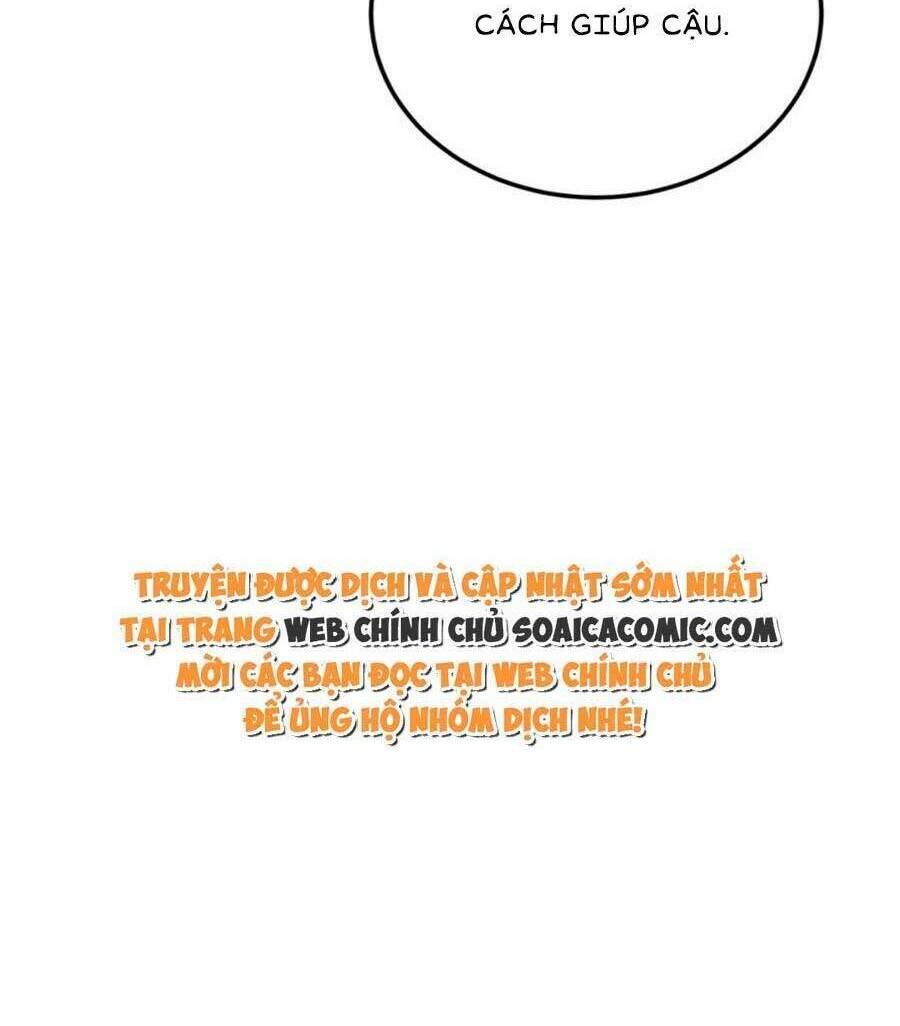 CÁCH GIÚP CẬU.
TRUYỆN ĐƯỢC DỊCH VÀ CẬP NHẬT SỚM NHẤT
TẠI TRANG WEB CHÍNH CHỦ SOAICACOMIC.COM
MỜI CÁC BẠN ĐỌC TẠI WEB CHÍNH CHỦ
ĐỂ ỦNG HỘ NHÓM DỊCH NHÉ!